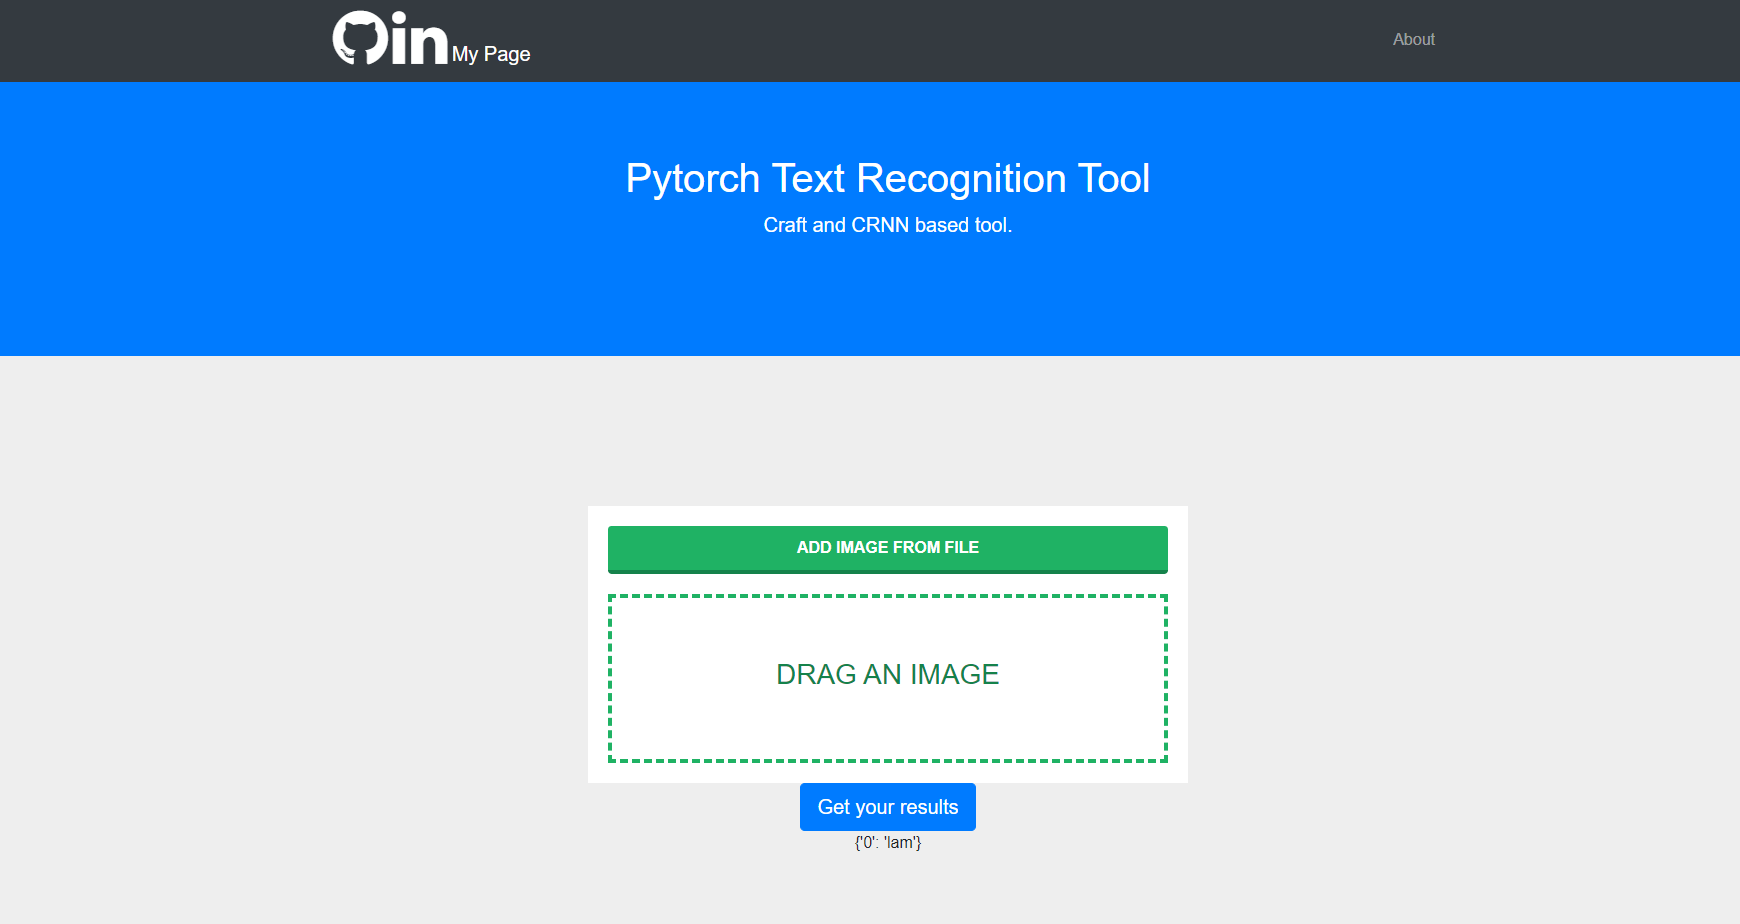 in My Page
About
Pytorch Text Recognition Tool
Craft and CRNN based tool.
ADD IMAGE FROM FILE
DRAG AN IMAGE
Get your results
{'0': 'lam'}